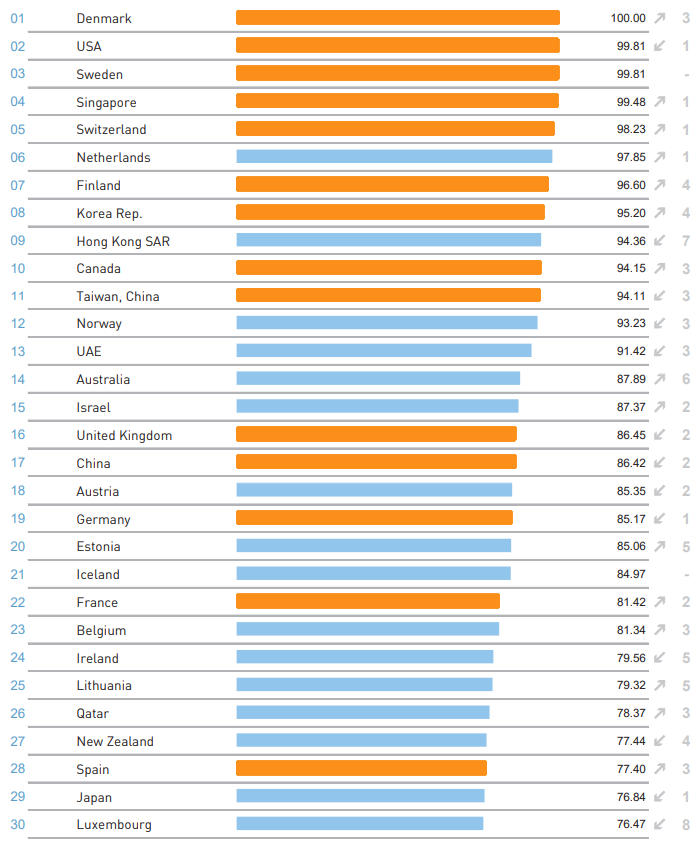 01 Denmark 100.00 3
02 USA 99.81 1
03 Sweden 99.81 -
04 Singapore 99.48 1
05 Switzerland 98.23 1
06 Netherlands 97.85 1
07 Finland 96.60 4
08 Korea Rep. 95.20 4
09 Hong Kong SAR 94.36 7
10 Canada 94.15 3
11 Taiwan, China 94.11 3
12 Norway 93.23 3
13 UAE 91.42 3
14 Australia 87.89 6
15 Israel 87.37 2
16 United Kingdom 86.45 2
17 China 86.42 2
18 Austria 85.35 2
19 Germany 85.17 1
20 Estonia 85.06 5
21 Iceland 84.97 -
22 France 81.42 2
23 Belgium 81.34 3
24 Ireland 79.56 5
25 Lithuania 79.32 5
26 Qatar 78.37 3
27 New Zealand 77.44 4
28 Spain 77.40 3
29 Japan 76.84 1
30 Luxembourg 76.47 8